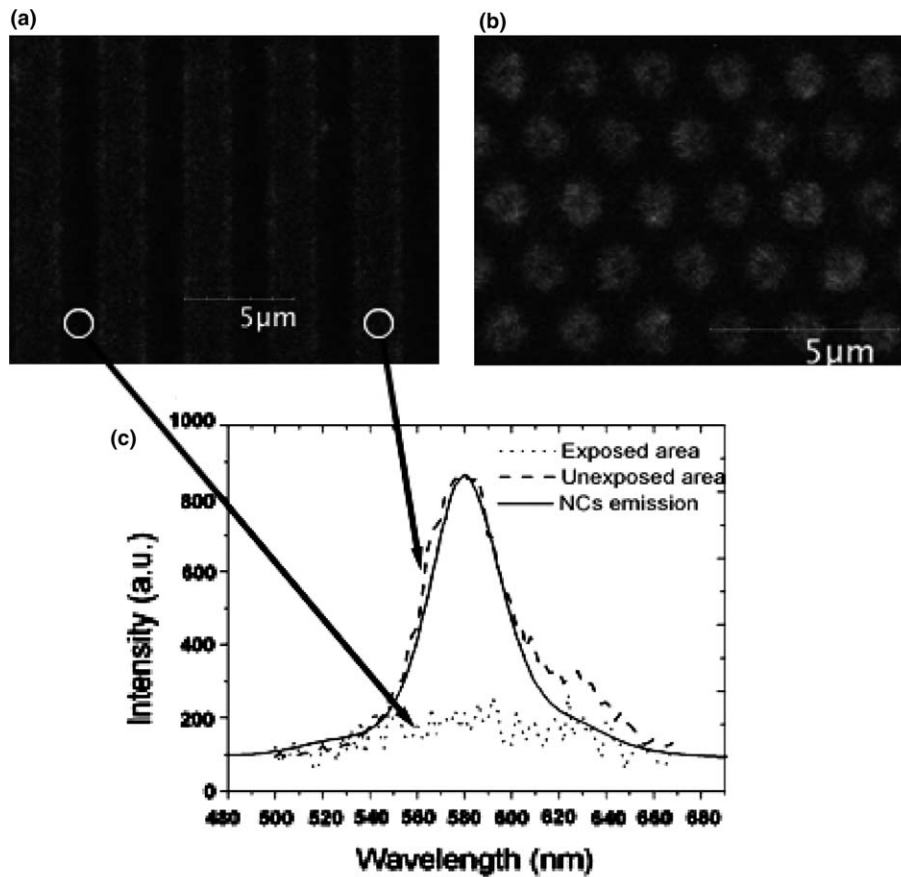 (a)
(b)
5μm
5μm
(c)
1000
800
600
400
200
0
Intensity (a.u.)
Exposed area
Unexposed area
NCs emission
480 500 520 540 560 580 600 620 640 660 680
Wavelength (nm)